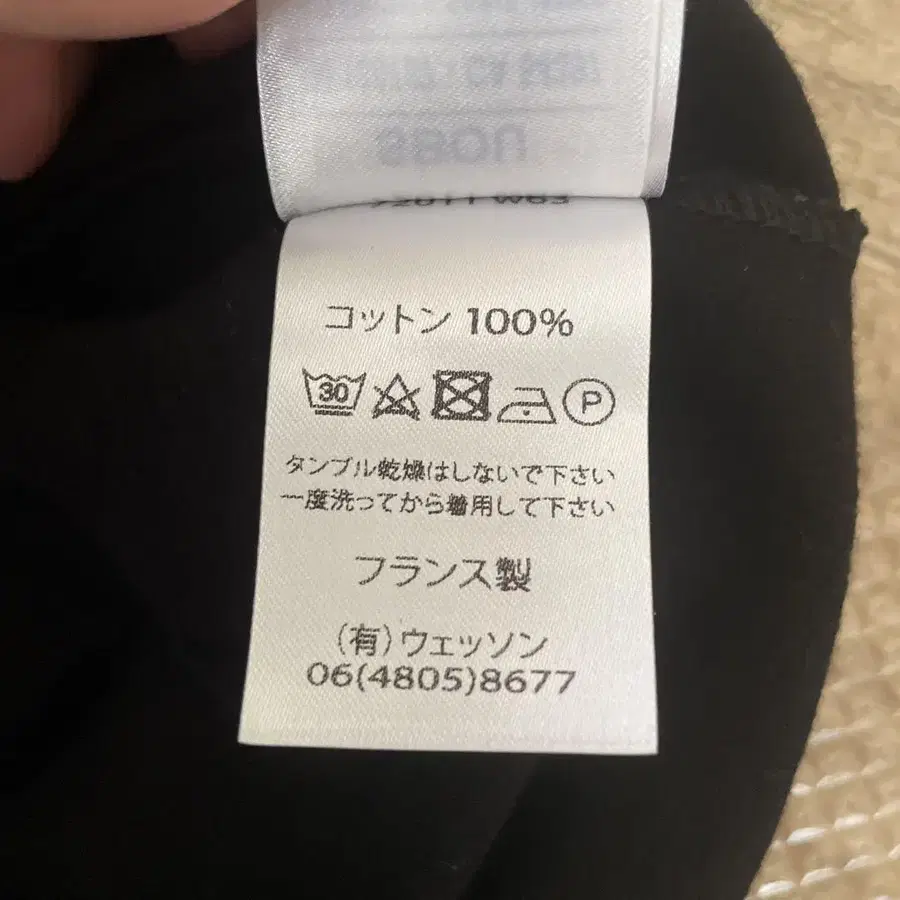 コットン 100%
30 P
タンブル乾燥はしないで下さい
一度洗ってから着用して下さい
フランス製
(有)ウェッソン
06(4805)8677